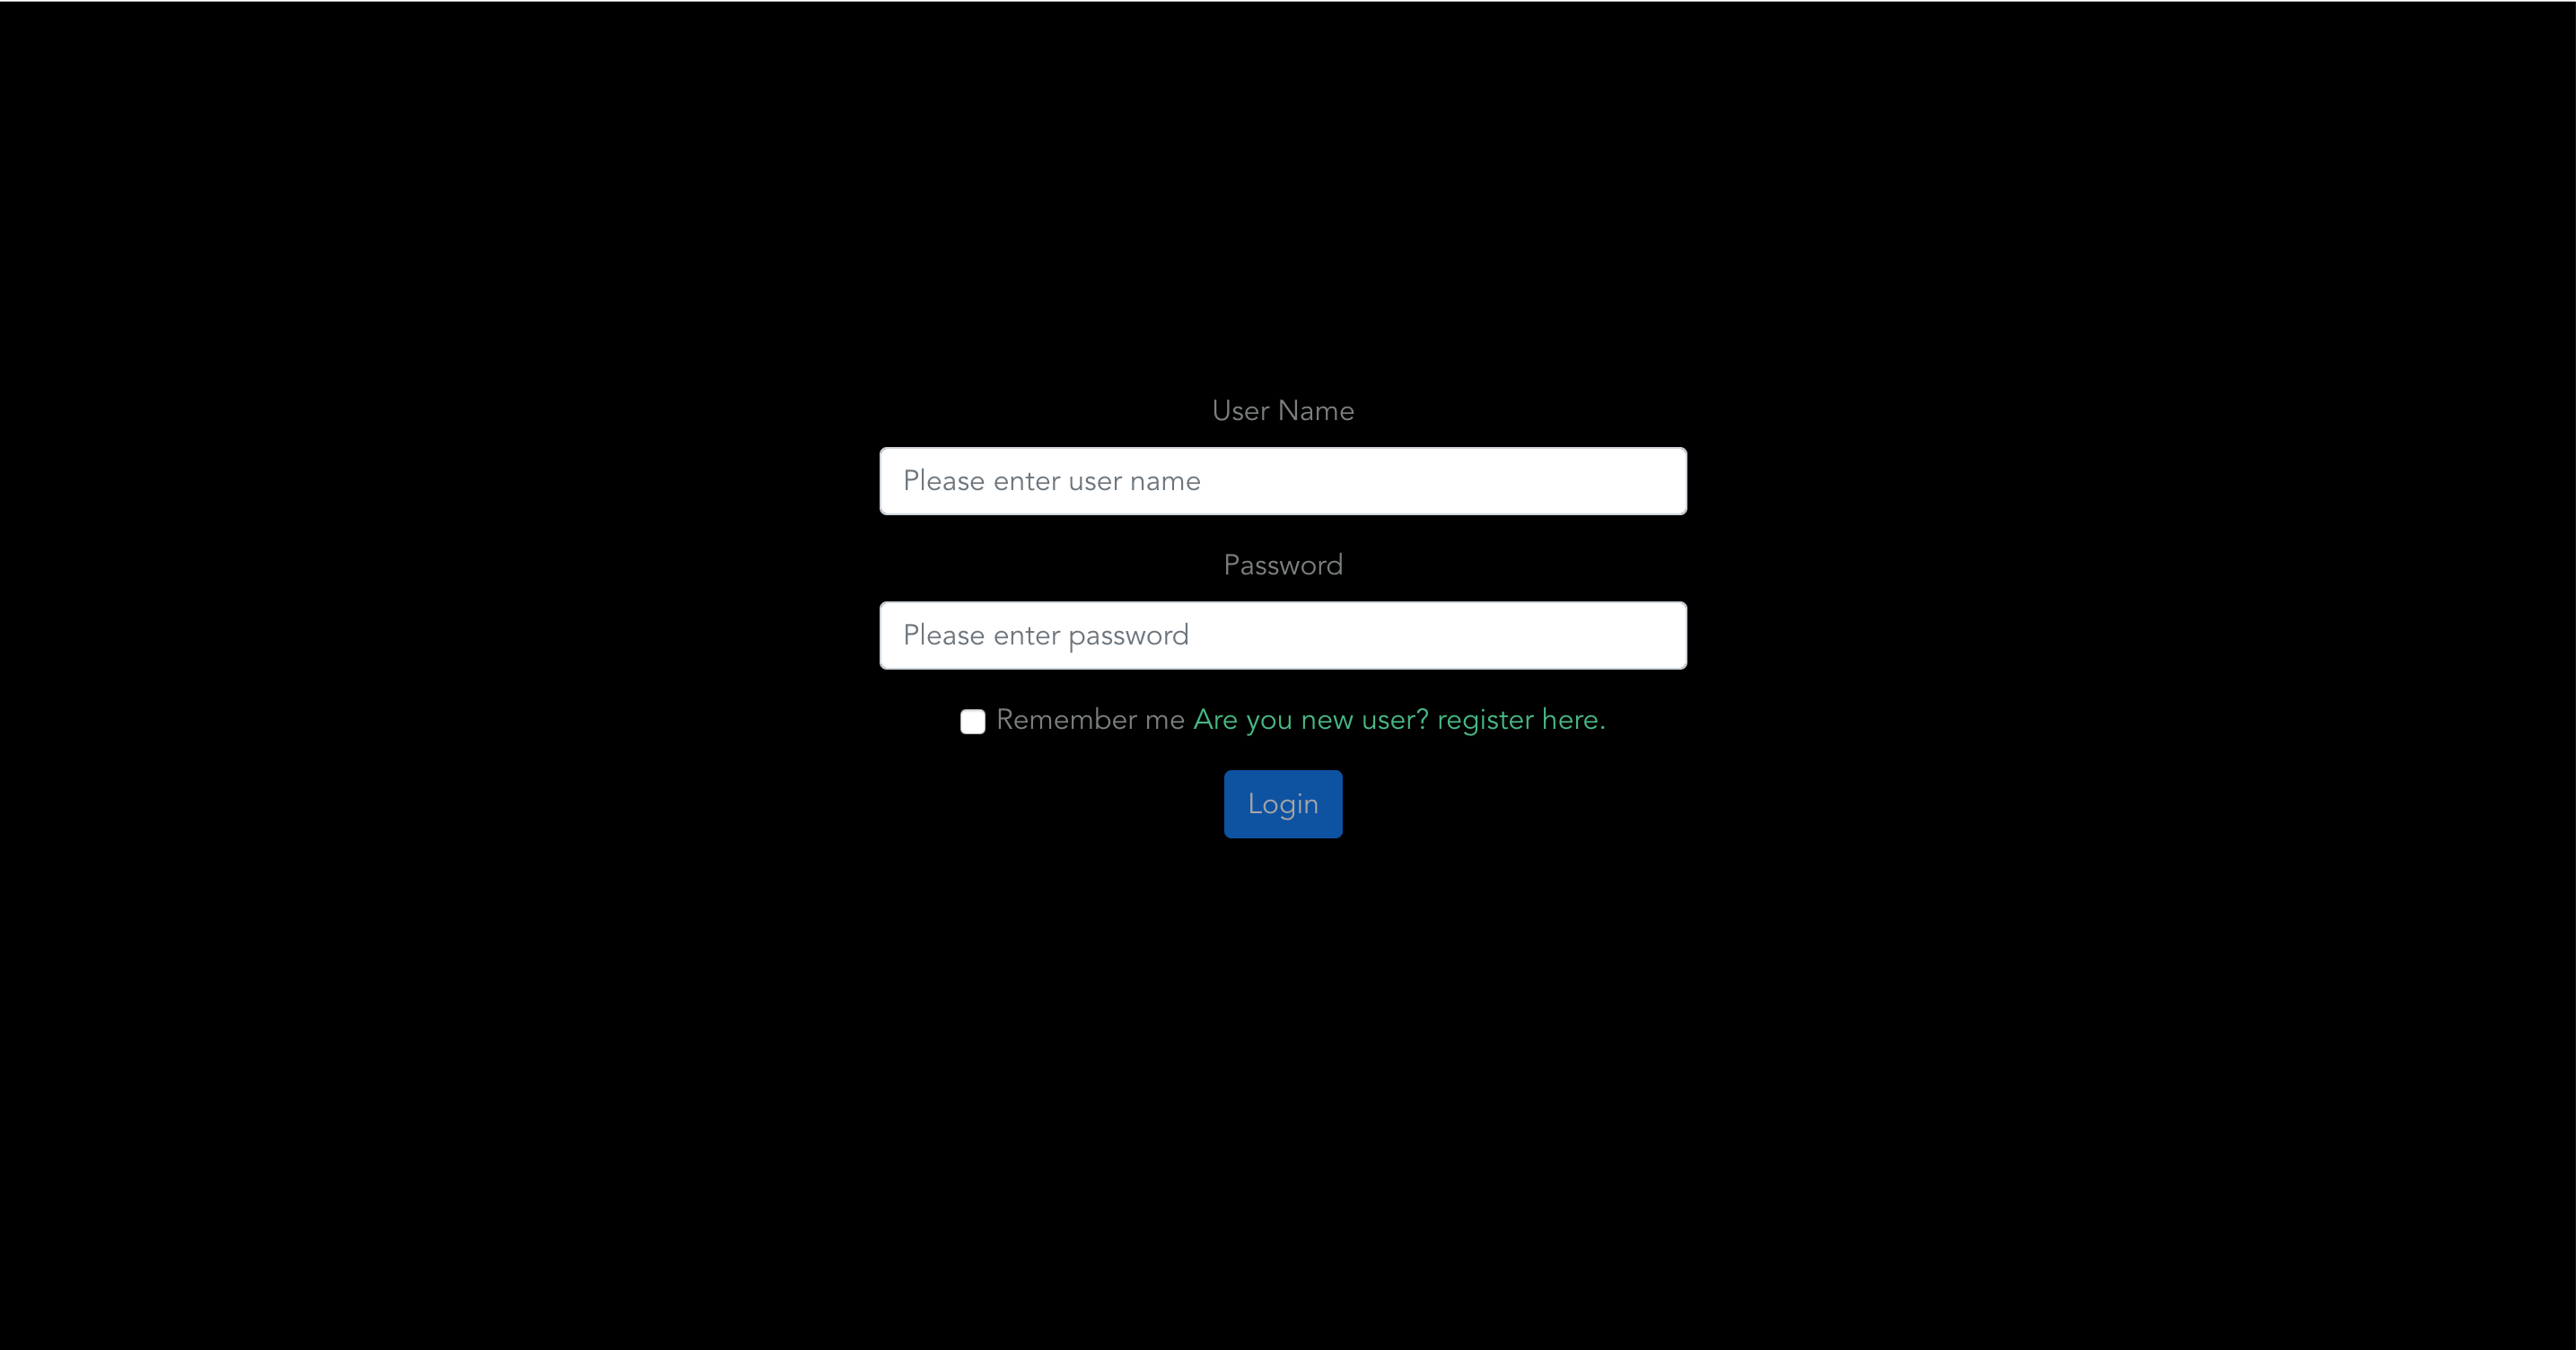 User Name
Please enter user name
Password
Please enter password
Remember me Are you new user? register here.
Login